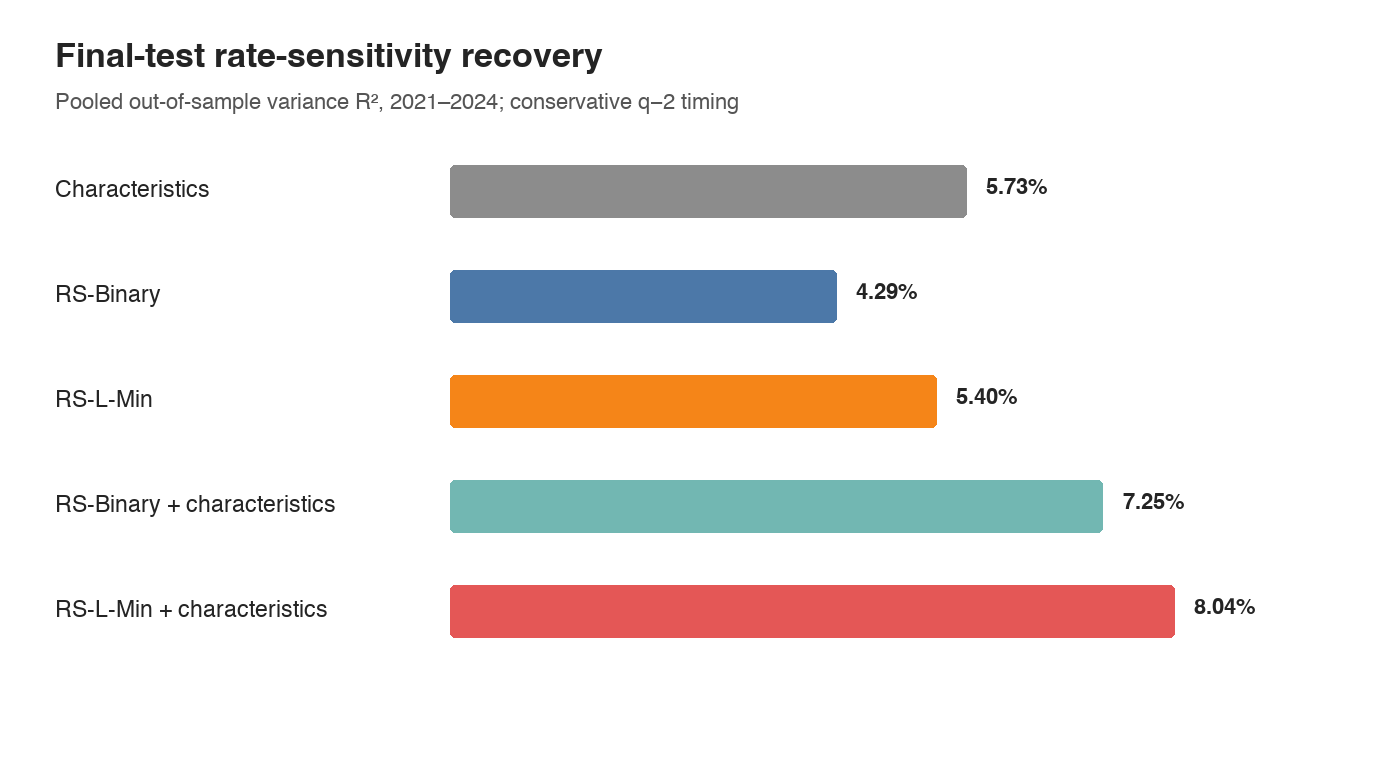 Final-test rate-sensitivity recovery
Pooled out-of-sample variance R², 2021–2024; conservative q–2 timing
Characteristics 5.73%
RS-Binary 4.29%
RS-L-Min 5.40%
RS-Binary + characteristics 7.25%
RS-L-Min + characteristics 8.04%